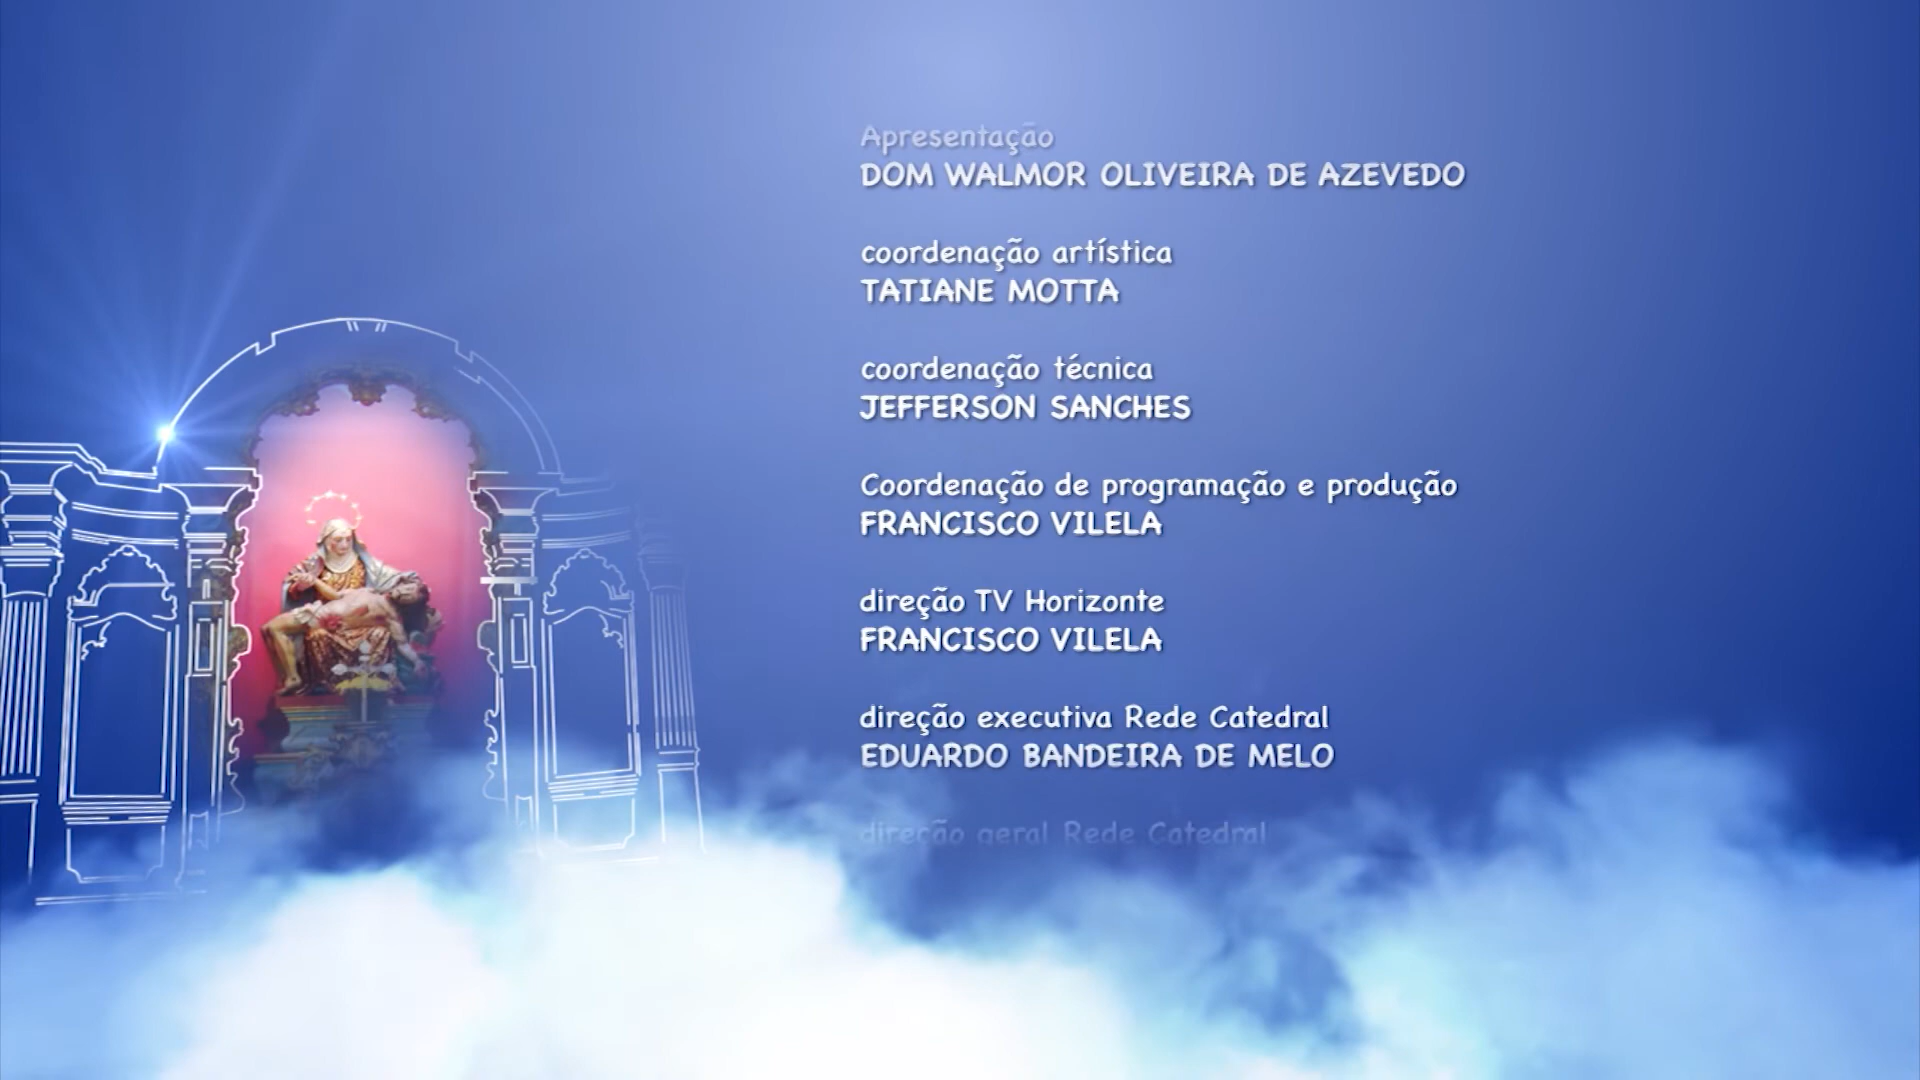 Apresentação
DOM WALMOR OLIVEIRA DE AZEVEDO
coordenação artística
TATIANE MOTTA
coordenação técnica
JEFFERSON SANCHES
Coordenação de programação e produção
FRANCISCO VILELA
direção TV Horizonte
FRANCISCO VILELA
direção executiva Rede Catedral
EDUARDO BANDEIRA DE MELO
direção geral Rede Catedral